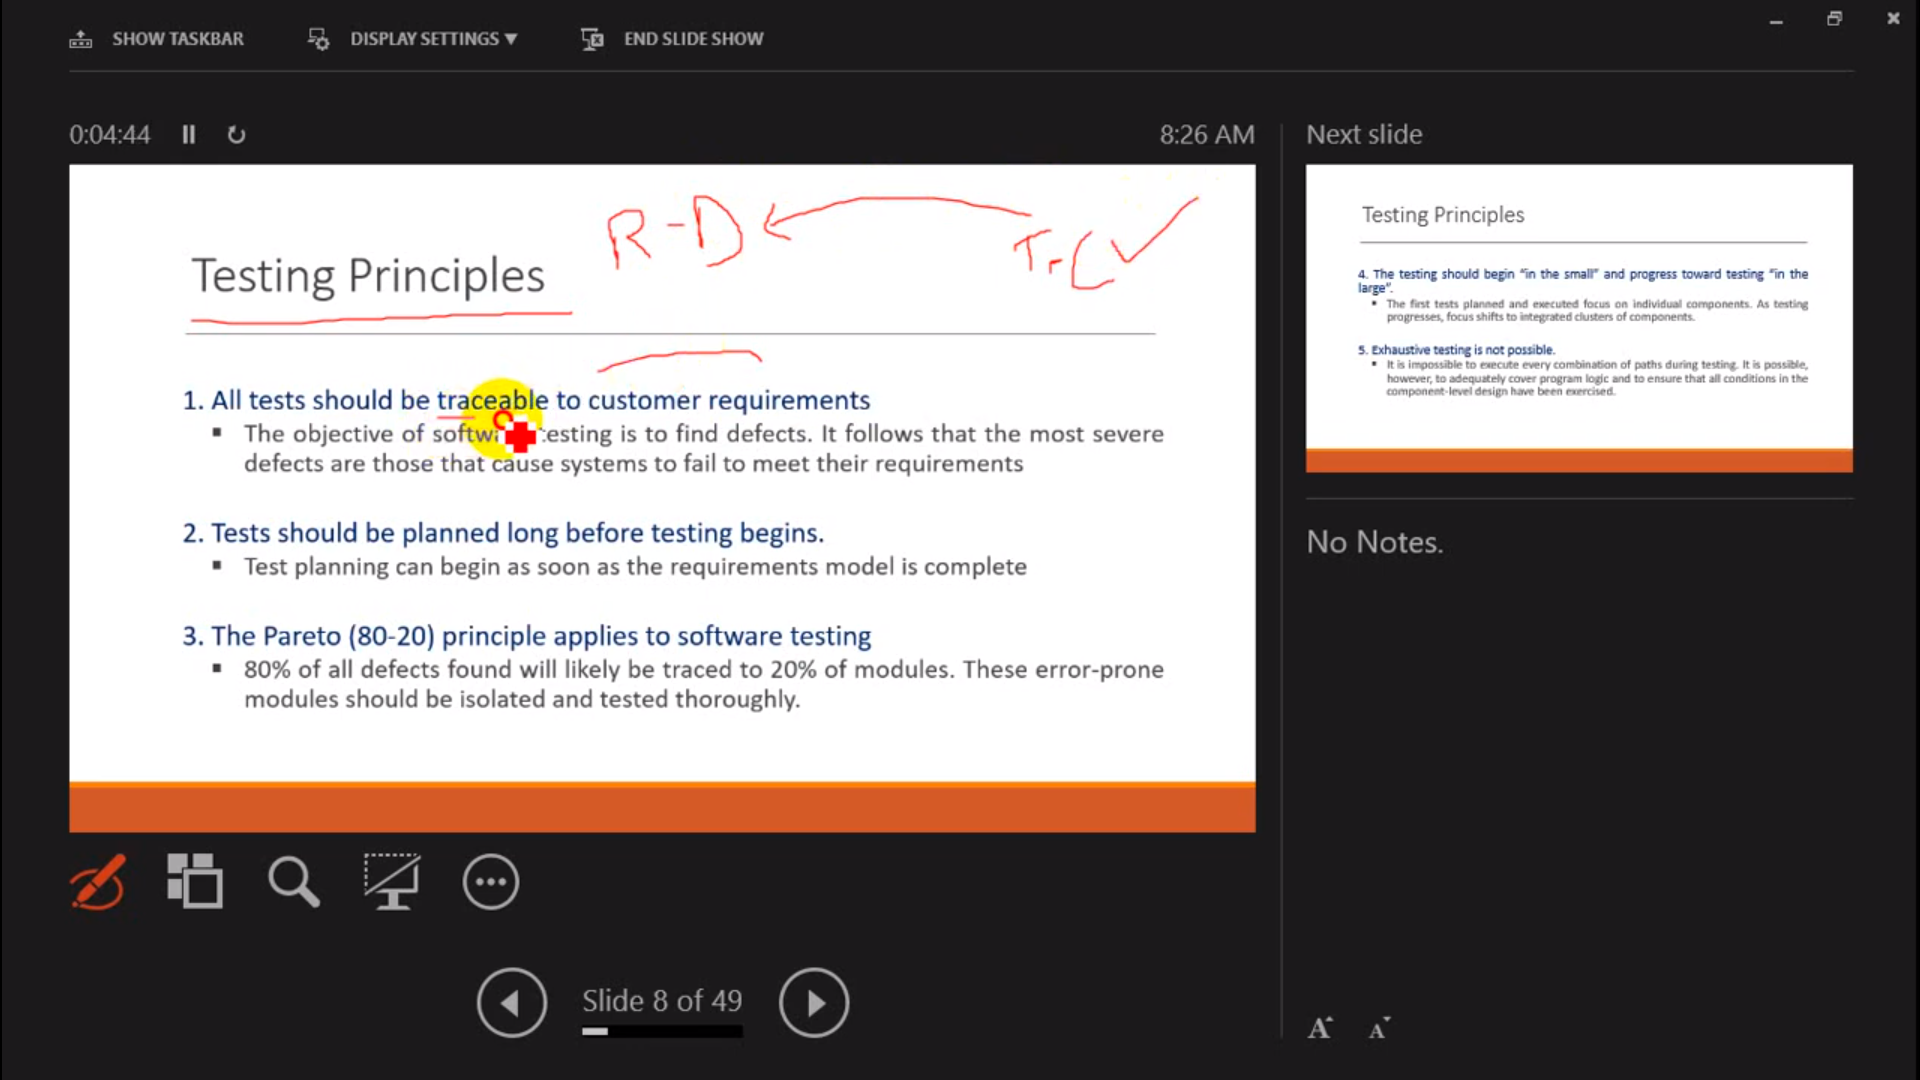 SHOW TASKBAR DISPLAY SETTINGS ▼ END SLIDE SHOW
0:04:44 8:26 AM
R-D T-C
Testing Principles
1. All tests should be traceable to customer requirements
▪ The objective of softw testing is to find defects. It follows that the most severe
defects are those that cause systems to fail to meet their requirements
2. Tests should be planned long before testing begins.
▪ Test planning can begin as soon as the requirements model is complete
3. The Pareto (80-20) principle applies to software testing
▪ 80% of all defects found will likely be traced to 20% of modules. These error-prone
modules should be isolated and tested thoroughly.
Slide 8 of 49
Next slide
Testing Principles
4. The testing should begin “in the small” and progress toward testing “in the
large”.
▪ The first tests planned and executed focus on individual components. As testing
progresses, focus shifts to integrated clusters of components.
5. Exhaustive testing is not possible.
▪ It is impossible to execute every combination of paths during testing. It is possible,
however, to adequately cover program logic and to ensure that all conditions in the
component-level design have been exercised.
No Notes.
A A